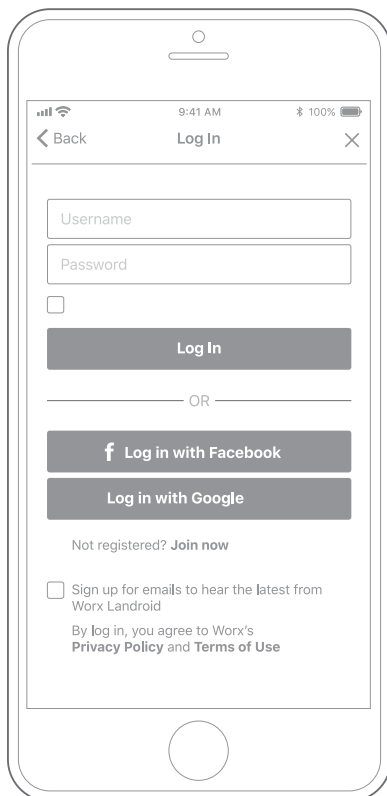 9:41 AM 100%
Back Log In
Username
Password
Log In
OR
f Log in with Facebook
Log in with Google
Not registered? Join now
Sign up for emails to hear the latest from
Worx Landroid
By log in, you agree to Worx's
Privacy Policy and Terms of Use